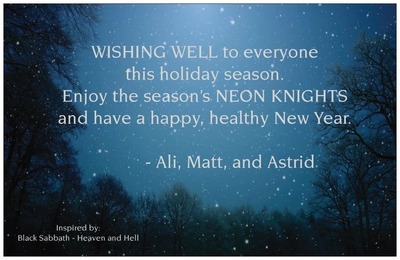 WISHING WELL to everyone
this holiday season.
Enjoy the season's NEON KNIGHTS
and have a happy, healthy New Year.
- Ali, Matt, and Astrid
Inspired by:
Black Sabbath - Heaven and Hell